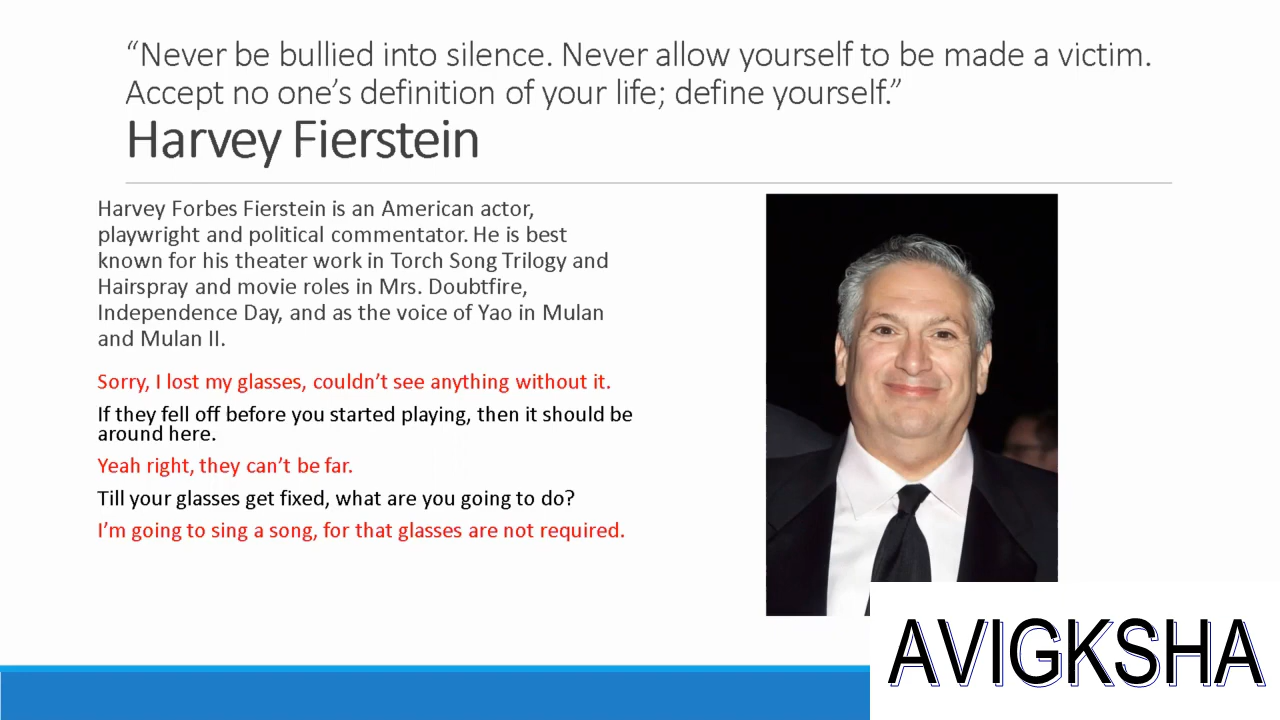 “Never be bullied into silence. Never allow yourself to be made a victim.
Accept no one’s definition of your life; define yourself.”
Harvey Fierstein
Harvey Forbes Fierstein is an American actor,
playwright and political commentator. He is best
known for his theater work in Torch Song Trilogy and
Hairspray and movie roles in Mrs. Doubtfire,
Independence Day, and as the voice of Yao in Mulan
and Mulan II.
Sorry, I lost my glasses, couldn’t see anything without it.
If they fell off before you started playing, then it should be
around here.
Yeah right, they can’t be far.
Till your glasses get fixed, what are you going to do?
I’m going to sing a song, for that glasses are not required.
AVIGKSHA